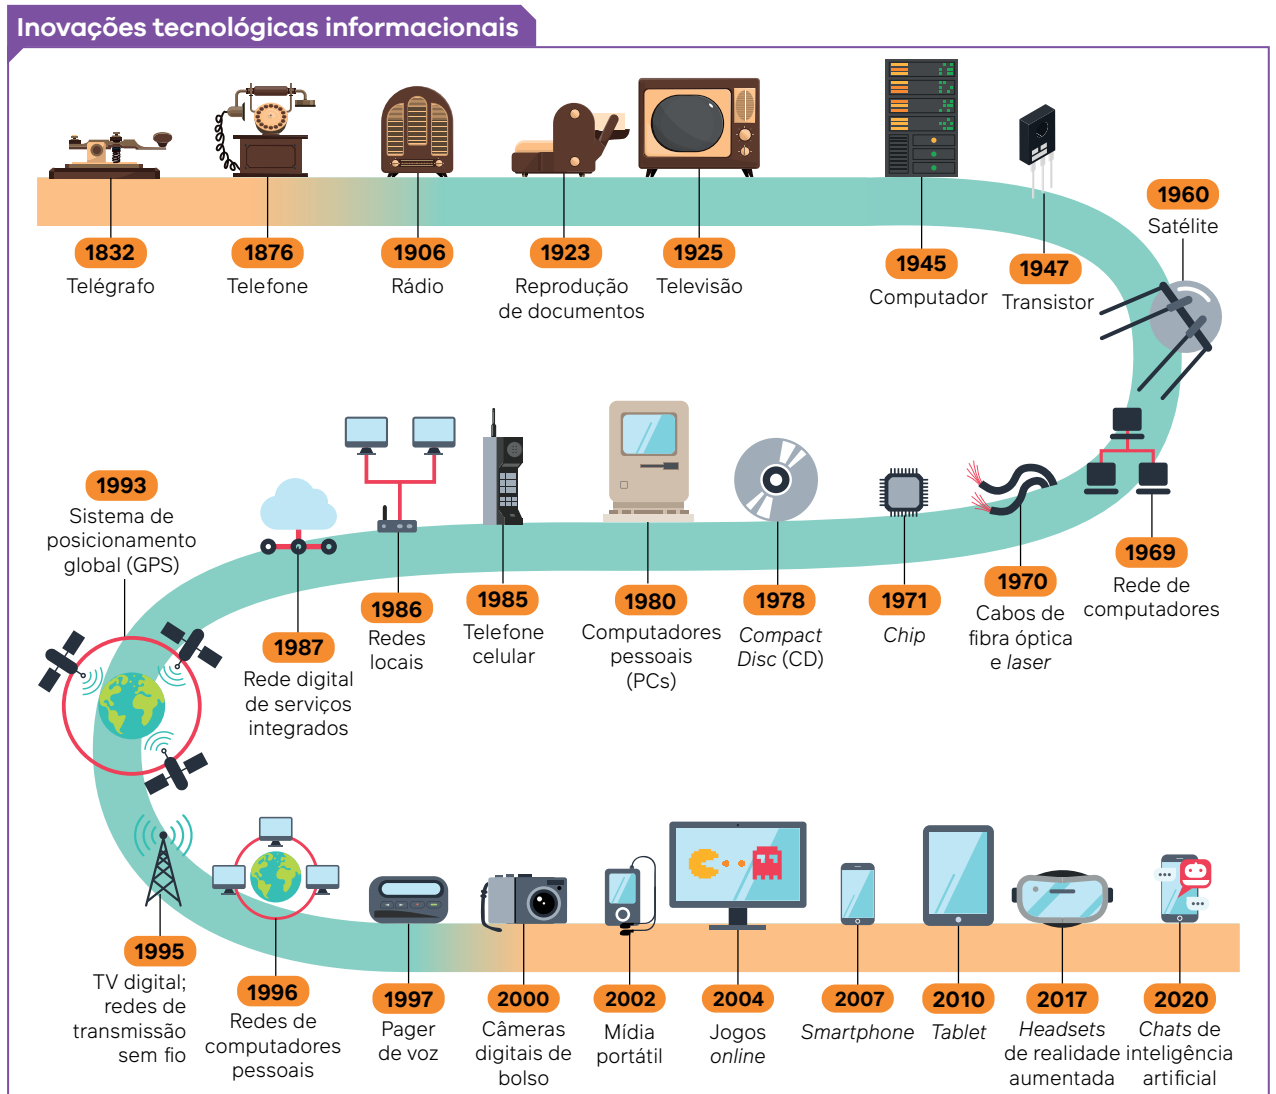 Inovações tecnológicas informacionais
1832
Telégrafo
1876
Telefone
1906
Rádio
1923
Reprodução
de documentos
1925
Televisão
1945
Computador
1947
Transistor
1960
Satélite
1969
Rede de
computadores
1970
Cabos de
fibra óptica
e laser
1971
Chip
1978
Compact
Disc (CD)
1980
Computadores
pessoais
(PCs)
1985
Telefone
celular
1986
Redes
locais
1987
Rede digital
de serviços
integrados
1993
Sistema de
posicionamento
global (GPS)
1995
TV digital;
redes de
transmissão
sem fio
1996
Redes de
computadores
pessoais
1997
Pager
de voz
2000
Câmeras
digitais de
bolso
2002
Mídia
portátil
2004
Jogos
online
2007
Smartphone
2010
Tablet
2017
Headsets
de realidade
aumentada
2020
Chats de
inteligência
artificial